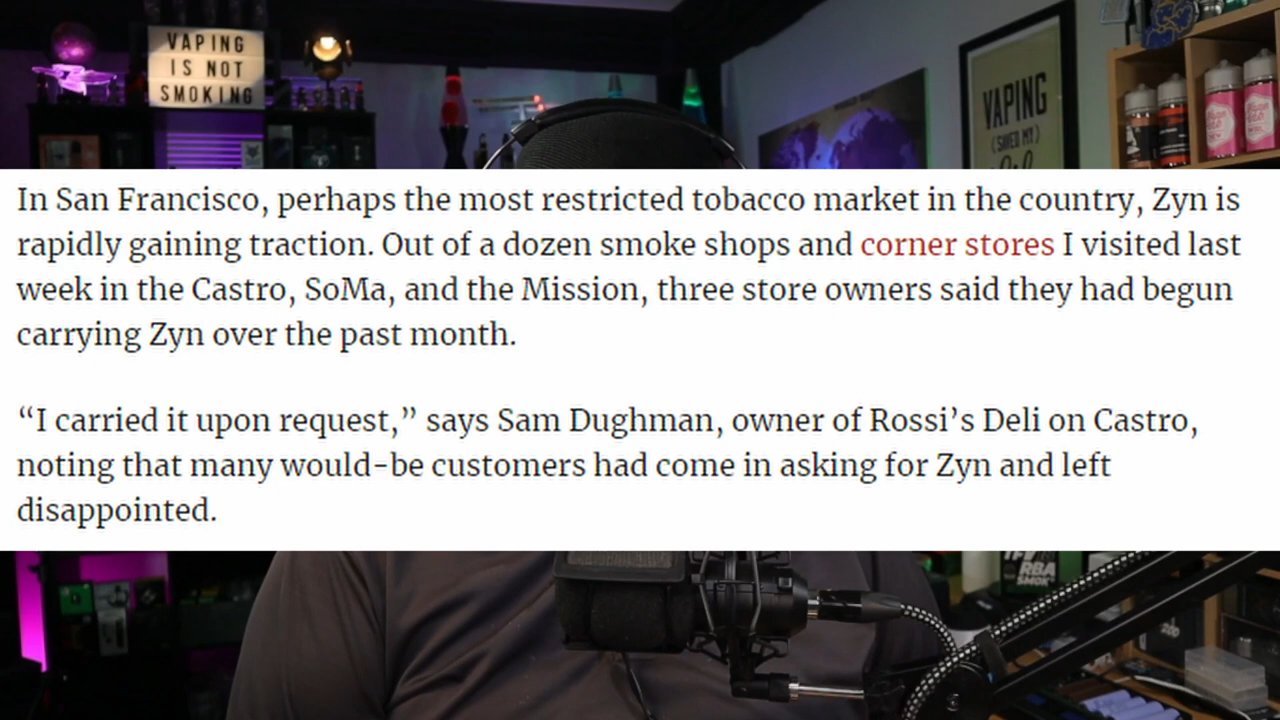 VAPING
IS NOT
SMOKING
VAPING
(SAVED MY)
In San Francisco, perhaps the most restricted tobacco market in the country, Zyn is
rapidly gaining traction. Out of a dozen smoke shops and corner stores I visited last
week in the Castro, SoMa, and the Mission, three store owners said they had begun
carrying Zyn over the past month.
“I carried it upon request,” says Sam Dughman, owner of Rossi’s Deli on Castro,
noting that many would-be customers had come in asking for Zyn and left
disappointed.
RBA